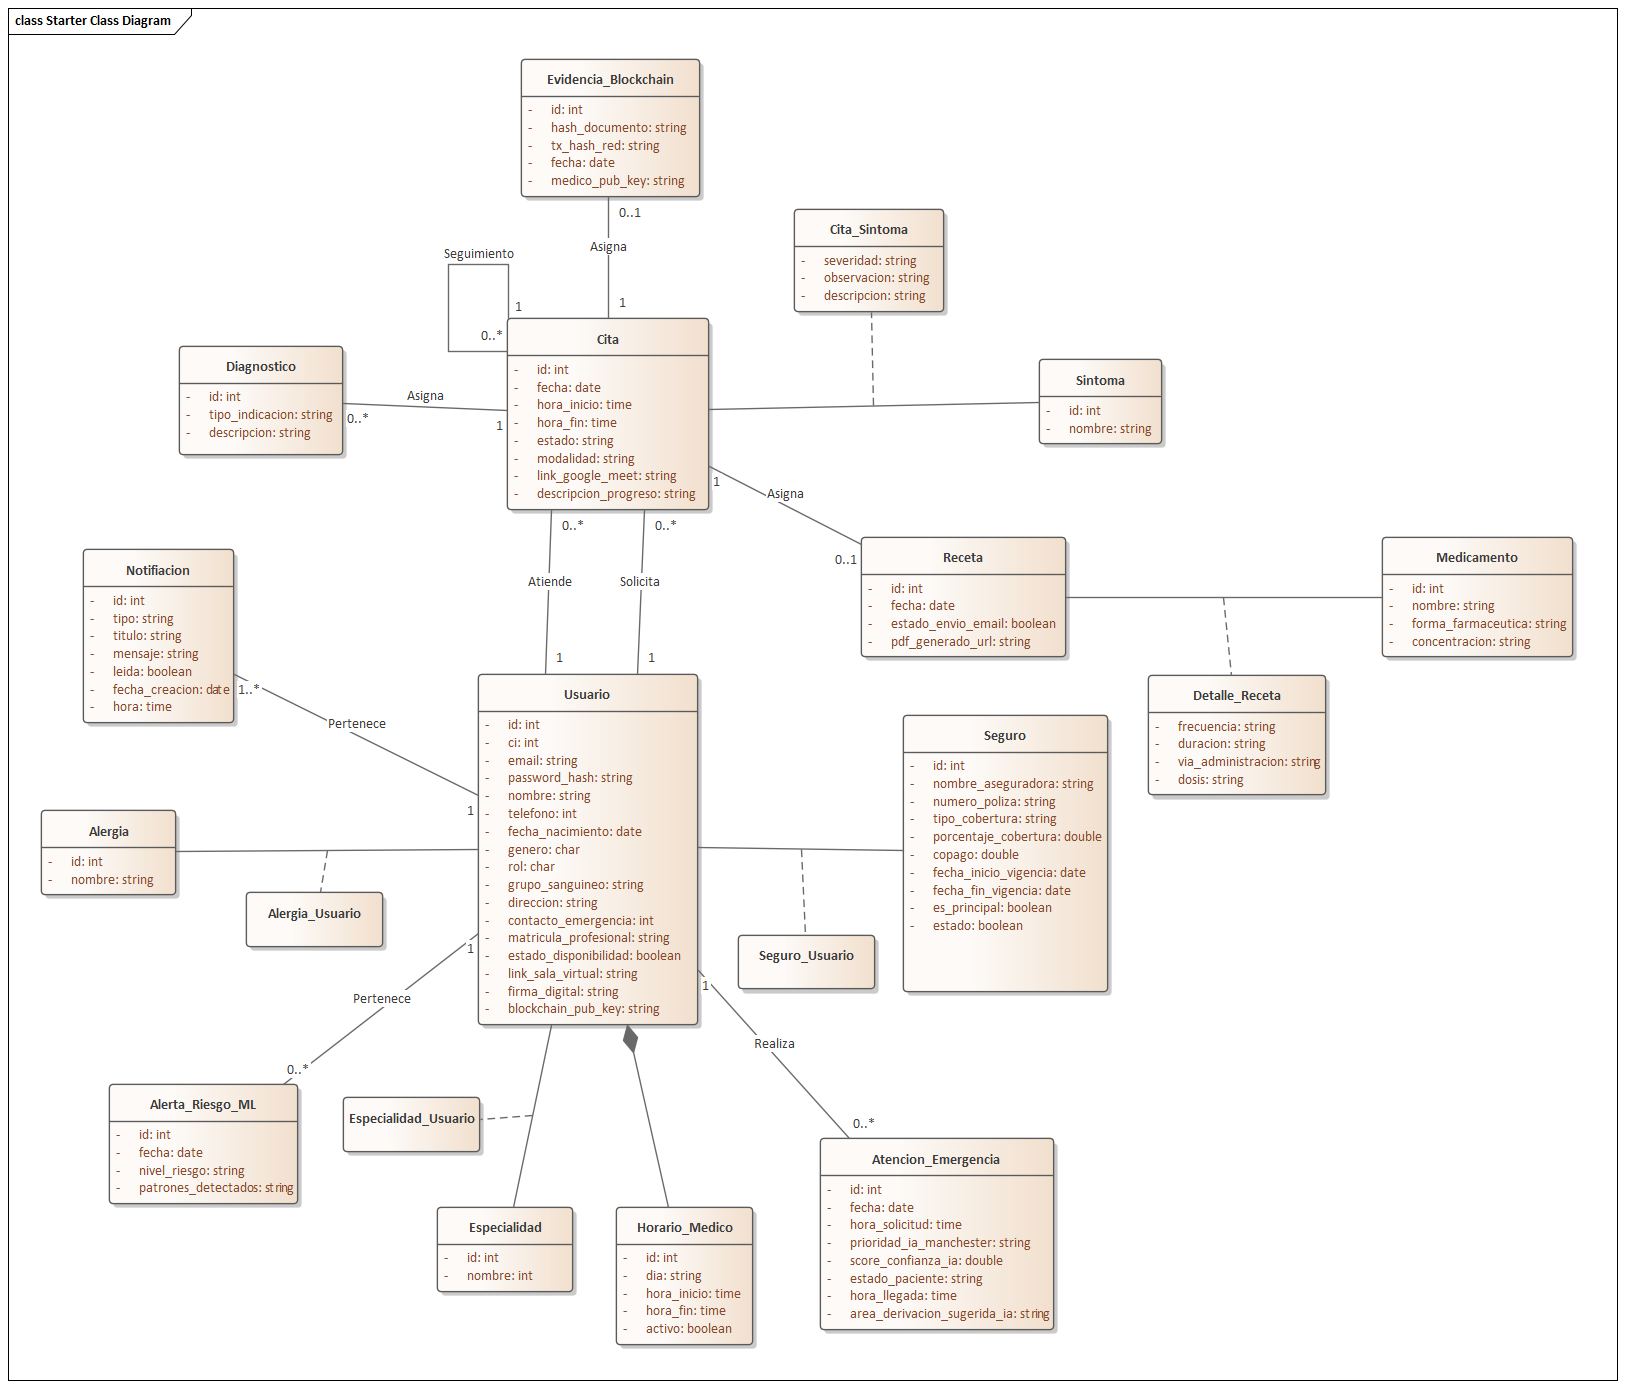 class Starter Class Diagram
Evidencia_Blockchain
- id: int
- hash_documento: string
- tx_hash_red: string
- fecha: date
- medico_pub_key: string
0..1
Asigna
1
Cita_Sintoma
- severidad: string
- observacion: string
- descripcion: string
Seguimiento
1
0..*
Cita
- id: int
- fecha: date
- hora_inicio: time
- hora_fin: time
- estado: string
- modalidad: string
- link_google_meet: string
- descripcion_progreso: string
Diagnostico
- id: int
- tipo_indicacion: string
- descripcion: string
Asigna
0..*
1
Sintoma
- id: int
- nombre: string
1
Asigna
0..1
0..*
0..*
Atiende
Solicita
1
1
Receta
- id: int
- fecha: date
- estado_envio_email: boolean
- pdf_generado_url: string
Medicamento
- id: int
- nombre: string
- forma_farmaceutica: string
- concentracion: string
Notifiacion
- id: int
- tipo: string
- titulo: string
- mensaje: string
- leida: boolean
- fecha_creacion: date
- hora: time
1..*
Pertenece
1
Detalle_Receta
- frecuencia: string
- duracion: string
- via_administracion: string
- dosis: string
Usuario
- id: int
- ci: int
- email: string
- password_hash: string
- nombre: string
- telefono: int
- fecha_nacimiento: date
- genero: char
- rol: char
- grupo_sanguineo: string
- direccion: string
- contacto_emergencia: int
- matricula_profesional: string
- estado_disponibilidad: boolean
- link_sala_virtual: string
- firma_digital: string
- blockchain_pub_key: string
Seguro
- id: int
- nombre_aseguradora: string
- numero_poliza: string
- tipo_cobertura: string
- porcentaje_cobertura: double
- copago: double
- fecha_inicio_vigencia: date
- fecha_fin_vigencia: date
- es_principal: boolean
- estado: boolean
Alergia
- id: int
- nombre: string
Alergia_Usuario
Seguro_Usuario
1
Pertenece
0..*
1
Realiza
0..*
Alerta_Riesgo_ML
- id: int
- fecha: date
- nivel_riesgo: string
- patrones_detectados: string
Especialidad_Usuario
Especialidad
- id: int
- nombre: int
Horario_Medico
- id: int
- dia: string
- hora_inicio: time
- hora_fin: time
- activo: boolean
Atencion_Emergencia
- id: int
- fecha: date
- hora_solicitud: time
- prioridad_ia_manchester: string
- score_confianza_ia: double
- estado_paciente: string
- hora_llegada: time
- area_derivacion_sugerida_ia: string